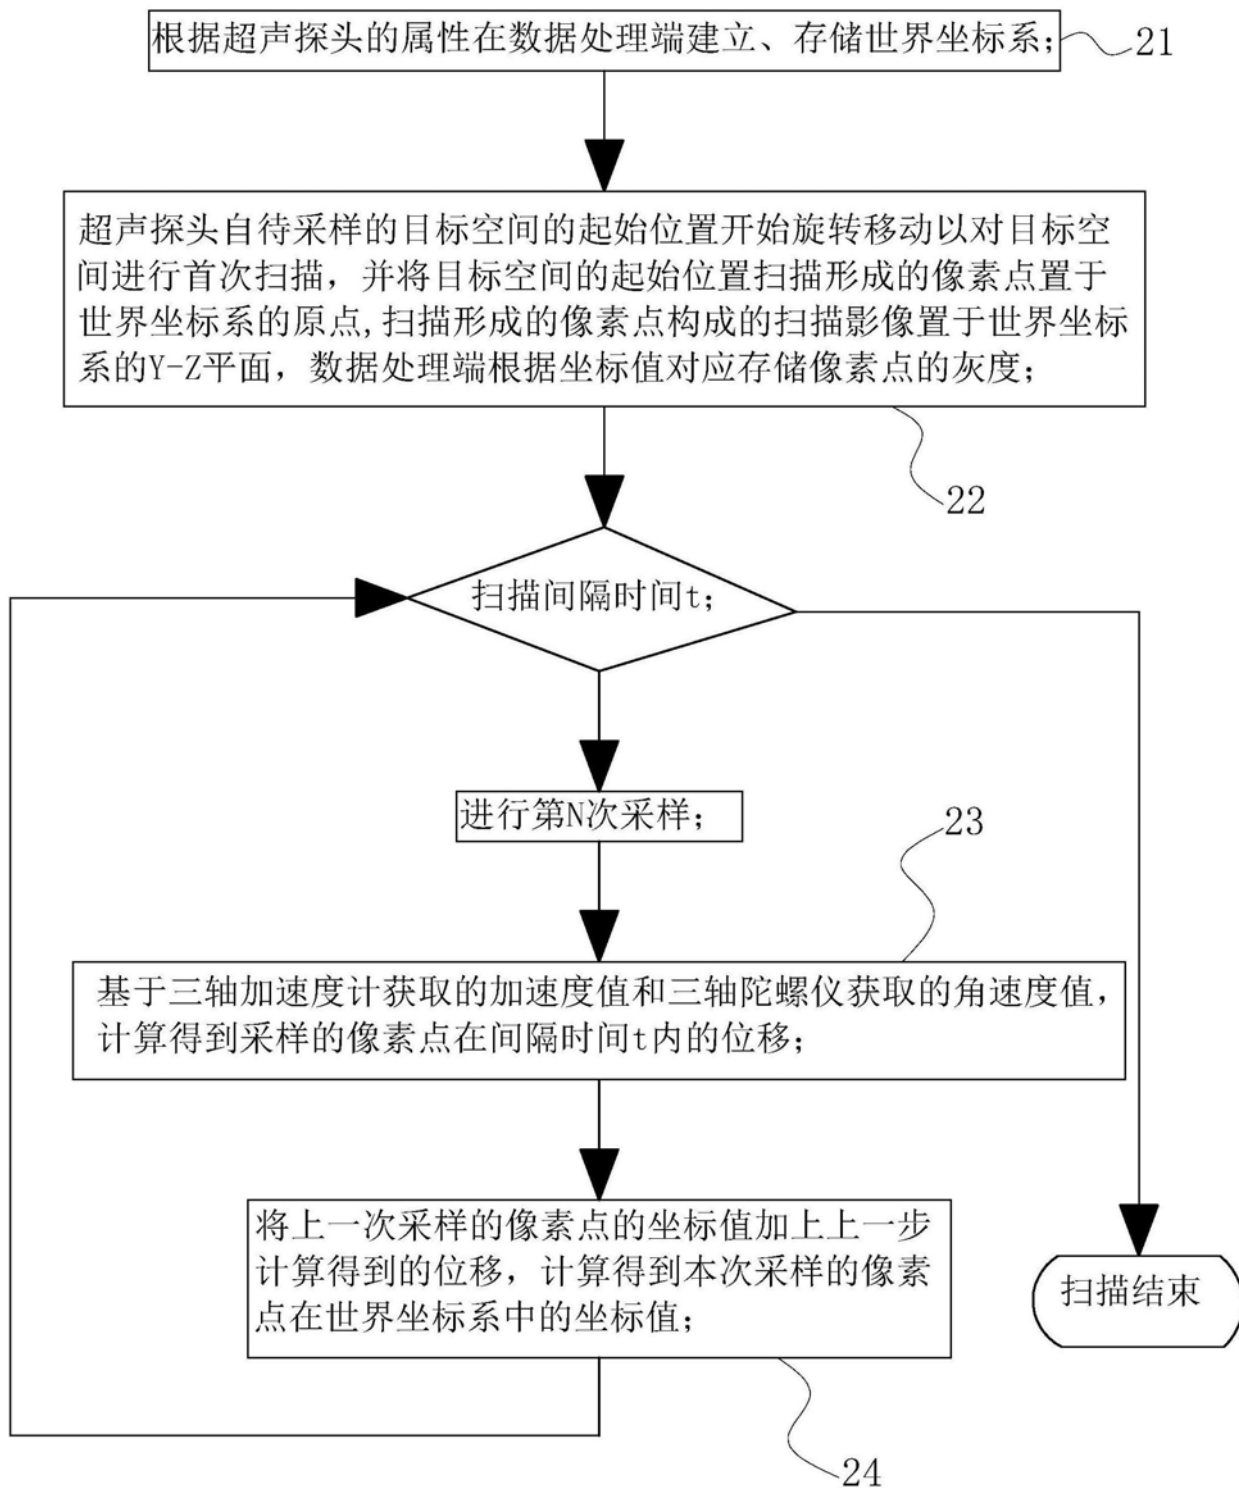 根据超声探头的属性在数据处理端建立、存储世界坐标系;
21
超声探头自待采样的目标空间的起始位置开始旋转移动以对目标空
间进行首次扫描，并将目标空间的起始位置扫描形成的像素点置于
世界坐标系的原点,扫描形成的像素点构成的扫描影像置于世界坐标
系的Y-Z平面，数据处理端根据坐标值对应存储像素点的灰度；
22
扫描间隔时间t；
进行第N次采样；
23
基于三轴加速度计获取的加速度值和三轴陀螺仪获取的角速度值，
计算得到采样的像素点在间隔时间t内的位移；
将上一次采样的像素点的坐标值加上上一步
计算得到的位移，计算得到本次采样的像素
点在世界坐标系中的坐标值；
扫描结束
24